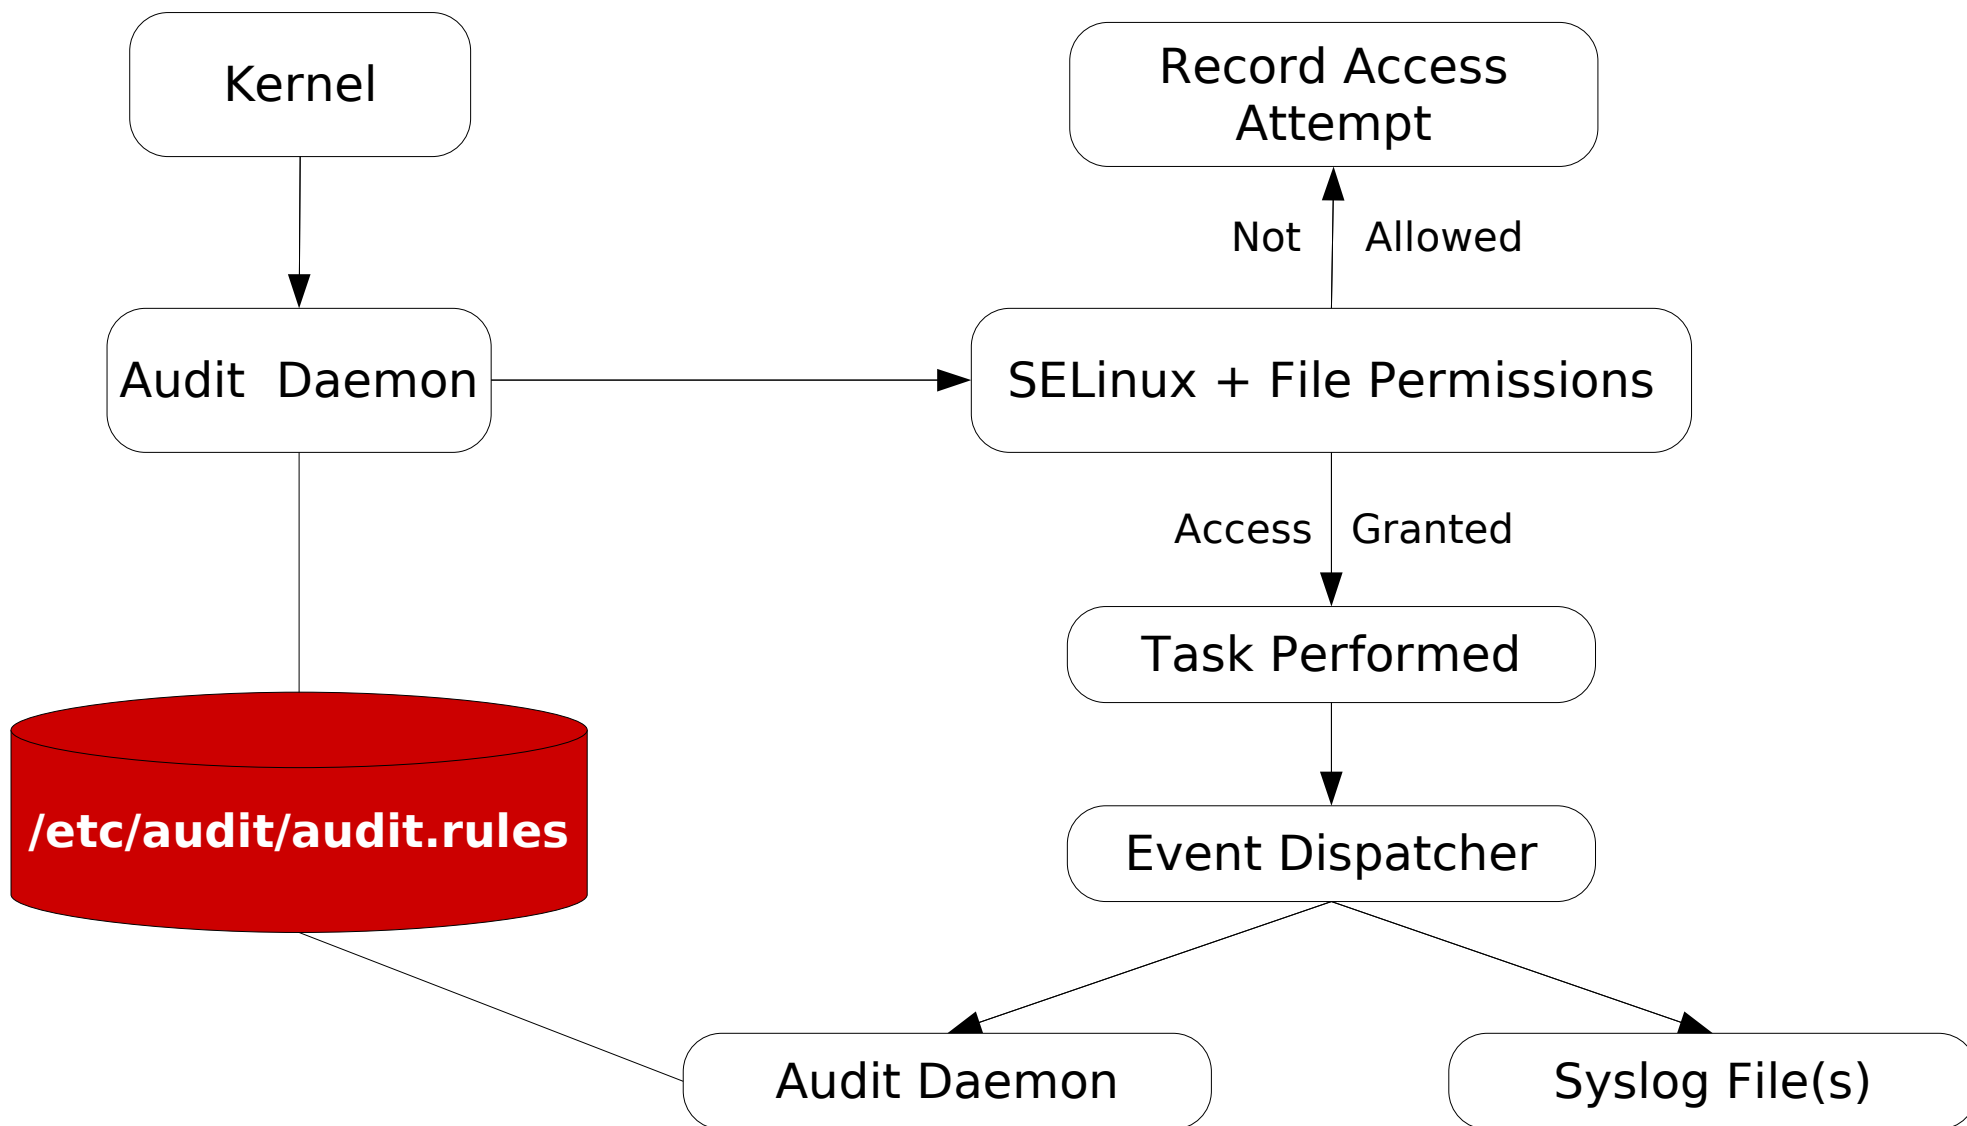 Kernel
Record Access
Attempt
Not Allowed
Audit  Daemon
SELinux + File Permissions
Access Granted
Task Performed
/etc/audit/audit.rules
Event Dispatcher
Audit Daemon
Syslog File(s)